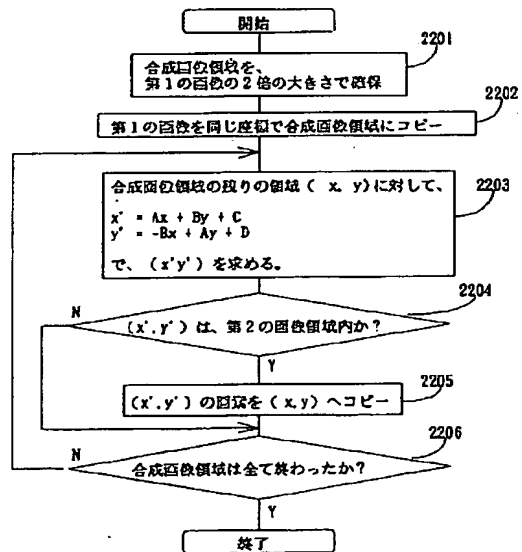 開始
2201
合成画像領域を、
第1の画像の2倍の大きさで確保
2202
第1の画像を同じ座標で合成画像領域にコピー
合成画像領域の残りの領域( x, y)に対して、
2203
x' = Ax + By + C
y' = -Bx + Ay + D
で、(x'y')を求める。
2204
N
(x',y')は、第2の画像領域内か?
Y
2205
(x',y')の画素を(x,y)へコピー
2206
N
合成画像領域は全て終わったか?
Y
終了